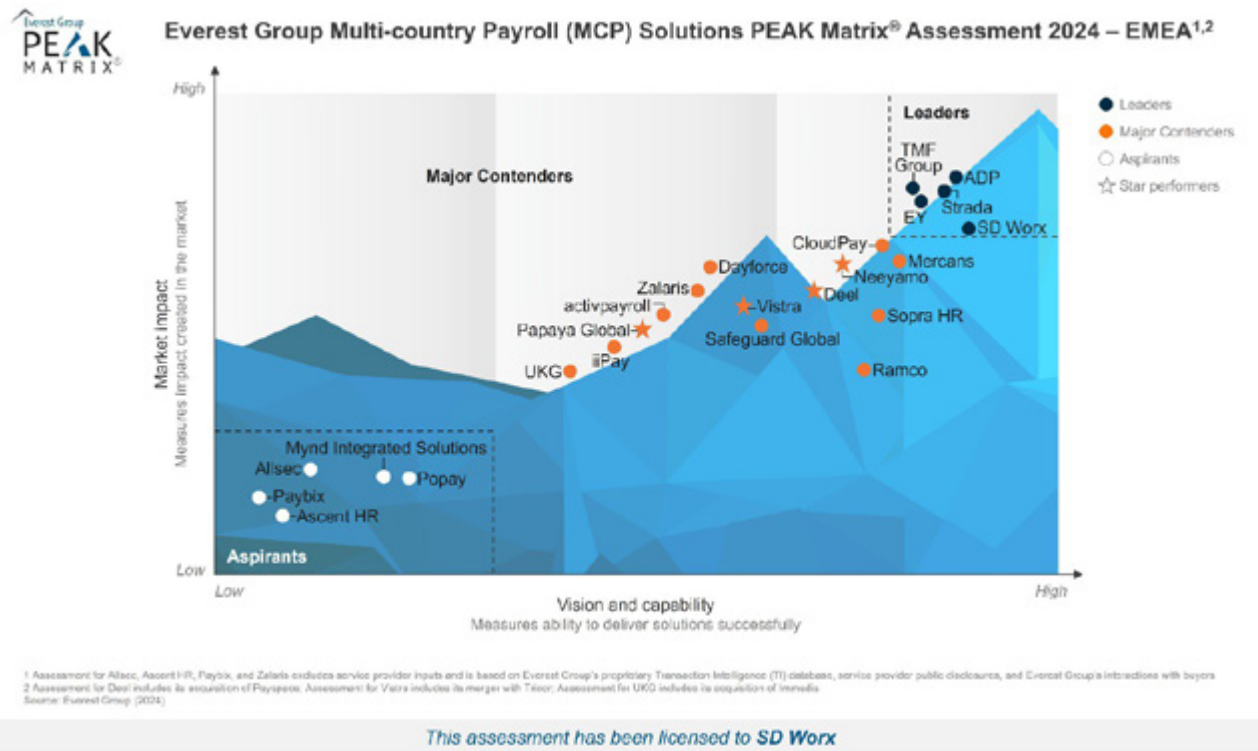 Everest Group
PEAK
MATRIX®
Everest Group Multi-country Payroll (MCP) Solutions PEAK Matrix® Assessment 2024 – EMEA1,2
High
Leaders
Major Contenders
Aspirants
Star performers
Leaders
TMF
Group
ADP
EY
Strada
SD Worx
Major Contenders
CloudPay
Mercans
Neeyamo
Deel
Dayforce
Zalaris
activpayroll
Vistra
Papaya Global
Safeguard Global
Sopra HR
iiPay
UKG
Ramco
Market impact
Measures impact created in the market
Mynd Integrated Solutions
Allsec
Popay
Paybix
Ascent HR
Aspirants
Low
Low
High
Vision and capability
Measures ability to deliver solutions successfully
1 Assessment for Allsec, Ascent HR, Paybix, and Zalaris excludes service provider inputs and is based on Everest Group's proprietary Transaction Intelligence (TI) database, service provider public disclosures, and Everest Group's interactions with buyers
2 Assessment for Deel includes its acquisition of Payspace; Assessment for Vistra includes its merger with Tricor; Assessment for UKG includes its acquisition of Immedis
Source: Everest Group (2024)
This assessment has been licensed to SD Worx